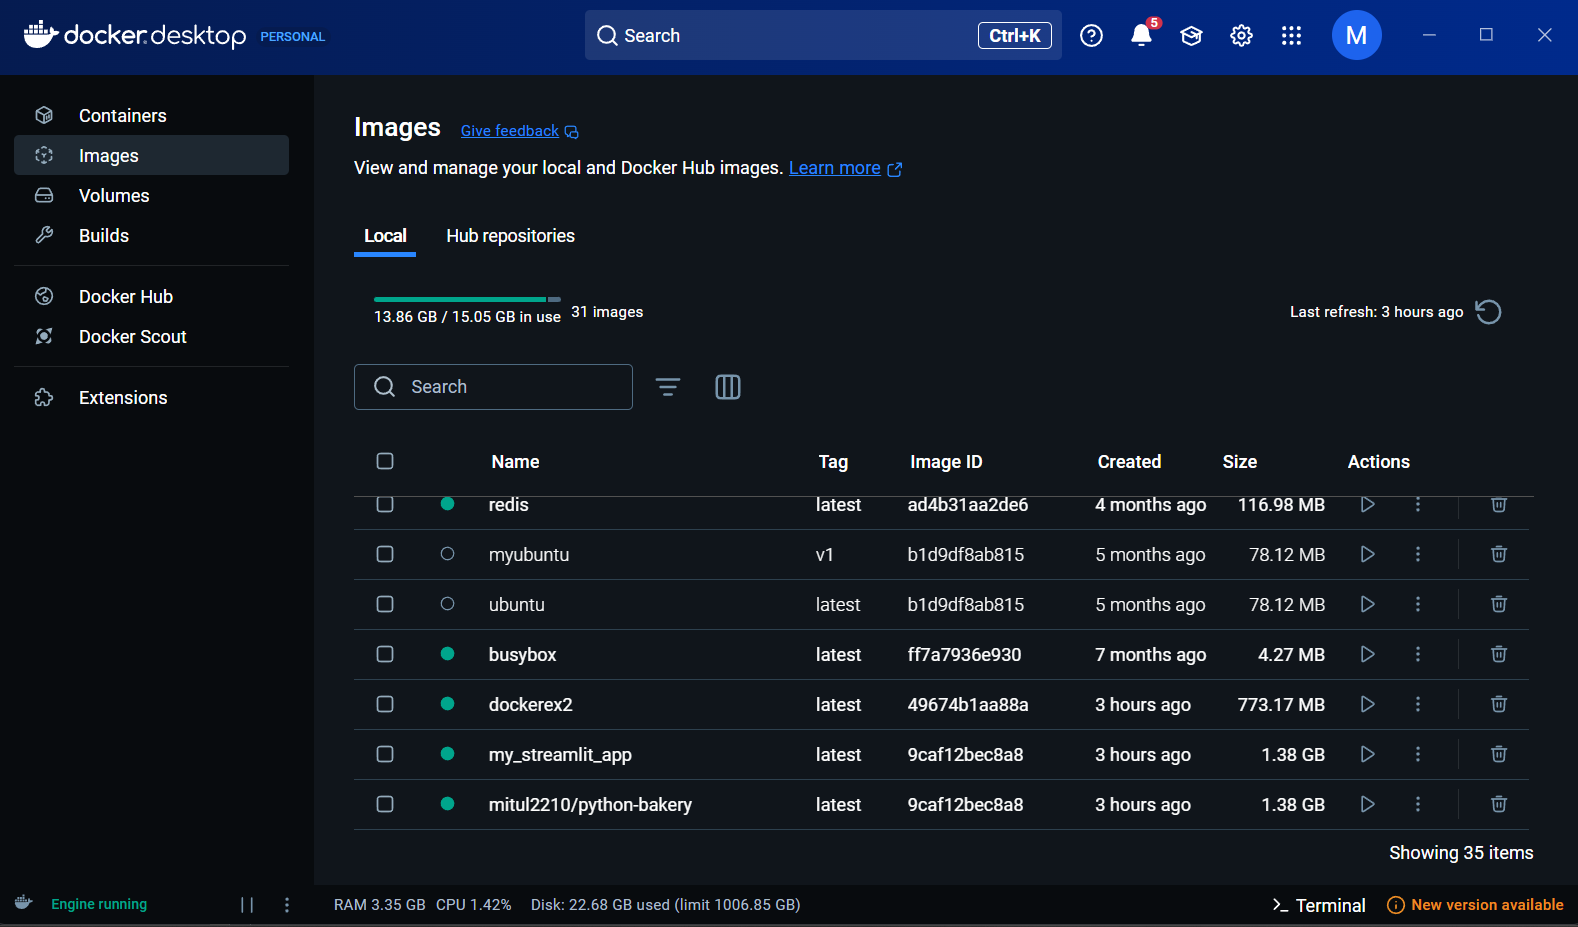 docker.desktop PERSONAL Search Ctrl+K 5 M
Containers
Images
Volumes
Builds
Docker Hub
Docker Scout
Extensions
Images Give feedback
View and manage your local and Docker Hub images. Learn more
Local Hub repositories
13.86 GB / 15.05 GB in use 31 images Last refresh: 3 hours ago
Search
Name Tag Image ID Created Size Actions
redis latest ad4b31aa2de6 4 months ago 116.98 MB
myubuntu v1 b1d9df8ab815 5 months ago 78.12 MB
ubuntu latest b1d9df8ab815 5 months ago 78.12 MB
busybox latest ff7a7936e930 7 months ago 4.27 MB
dockerex2 latest 49674b1aa88a 3 hours ago 773.17 MB
my_streamlit_app latest 9caf12bec8a8 3 hours ago 1.38 GB
mitul2210/python-bakery latest 9caf12bec8a8 3 hours ago 1.38 GB
Showing 35 items
Engine running RAM 3.35 GB CPU 1.42% Disk: 22.68 GB used (limit 1006.85 GB) Terminal New version available